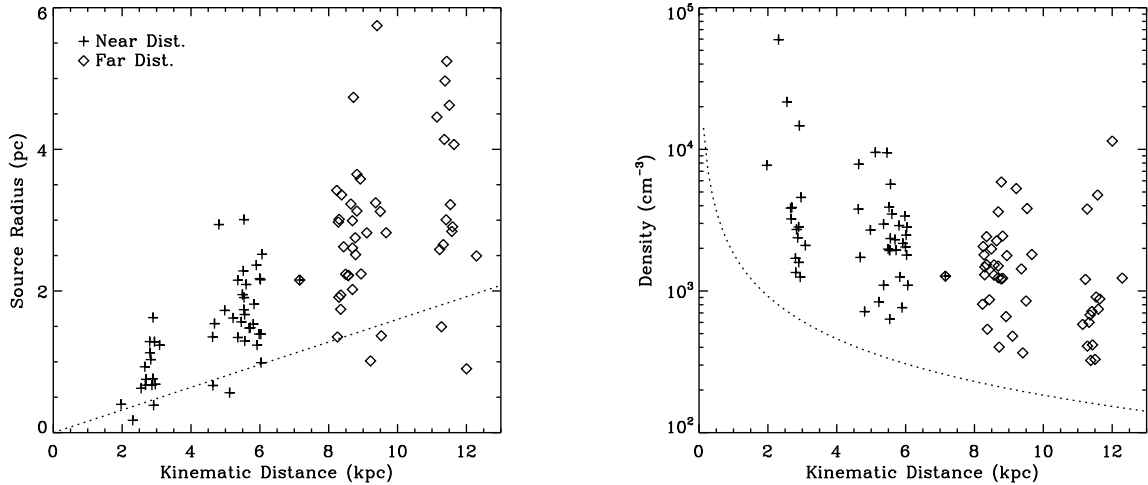 6
4
2
0
Source Radius (pc)
+ Near Dist.
◇ Far Dist.
0 2 4 6 8 10 12
Kinematic Distance (kpc)
10^5
10^4
10^3
10^2
Density (cm^-3)
0 2 4 6 8 10 12
Kinematic Distance (kpc)